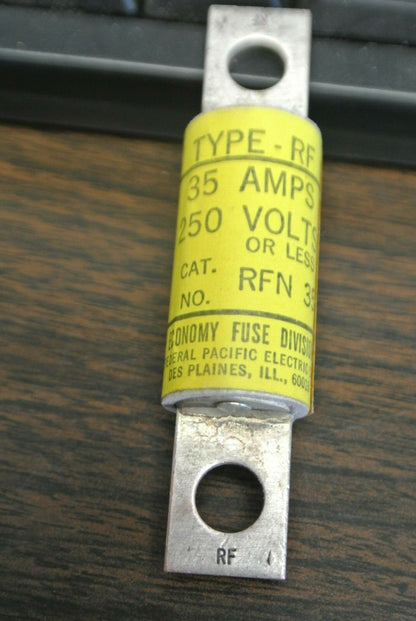 TYPE - RF
35 AMPS
250 VOLTS
OR LESS
CAT. NO. RFN
ECONOMY FUSE DIVISION
FEDERAL PACIFIC ELECTRIC
DES PLAINES, ILL.,
RF